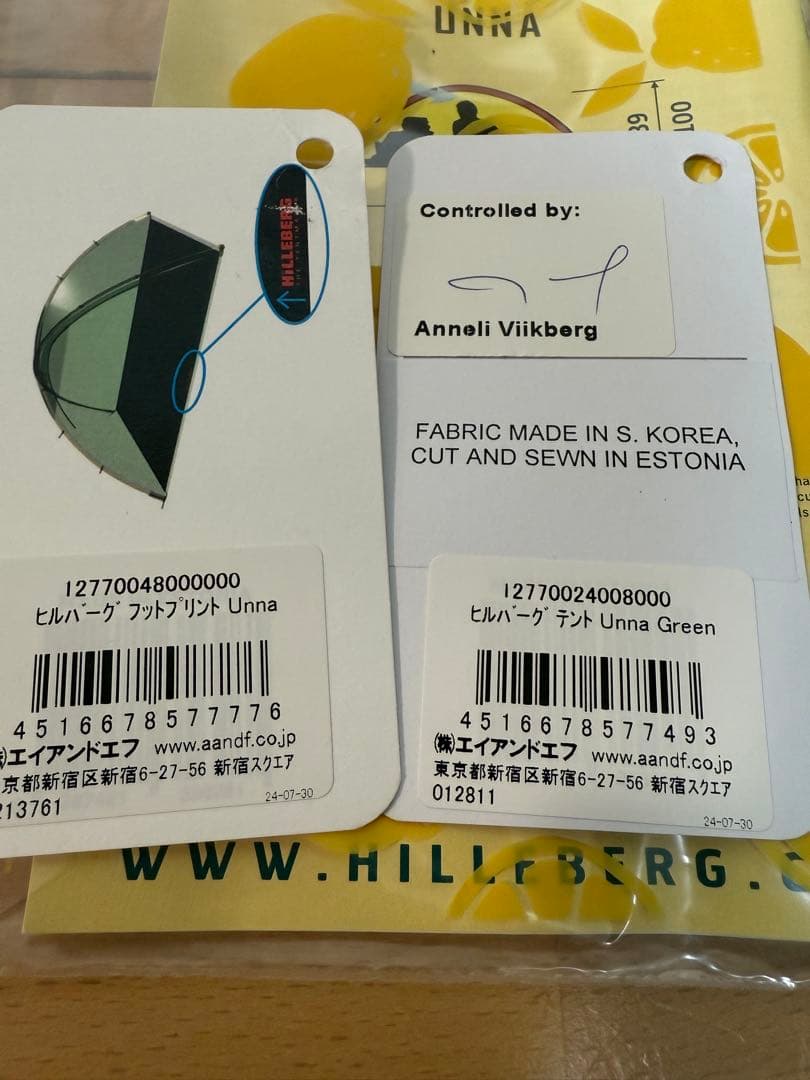 UNNA
100
HILLEBERG
12770048000000
ﾋﾙﾊﾞｰｸﾞ ﾌｯﾄﾌﾟﾘﾝﾄ Unna
4516678577776
㈱エイアンドエフ www.aandf.co.jp
京都新宿区新宿6-27-56 新宿スクエア
213761
24-07-30
Controlled by:
Anneli Viikberg
FABRIC MADE IN S. KOREA,
CUT AND SEWN IN ESTONIA
12770024008000
ﾋﾙﾊﾞｰｸﾞ ﾃﾝﾄ Unna Green
4516678577493
㈱エイアンドエフ www.aandf.co.jp
東京都新宿区新宿6-27-56 新宿スクエア
012811
24-07-30
WWW.HILLEBERG.